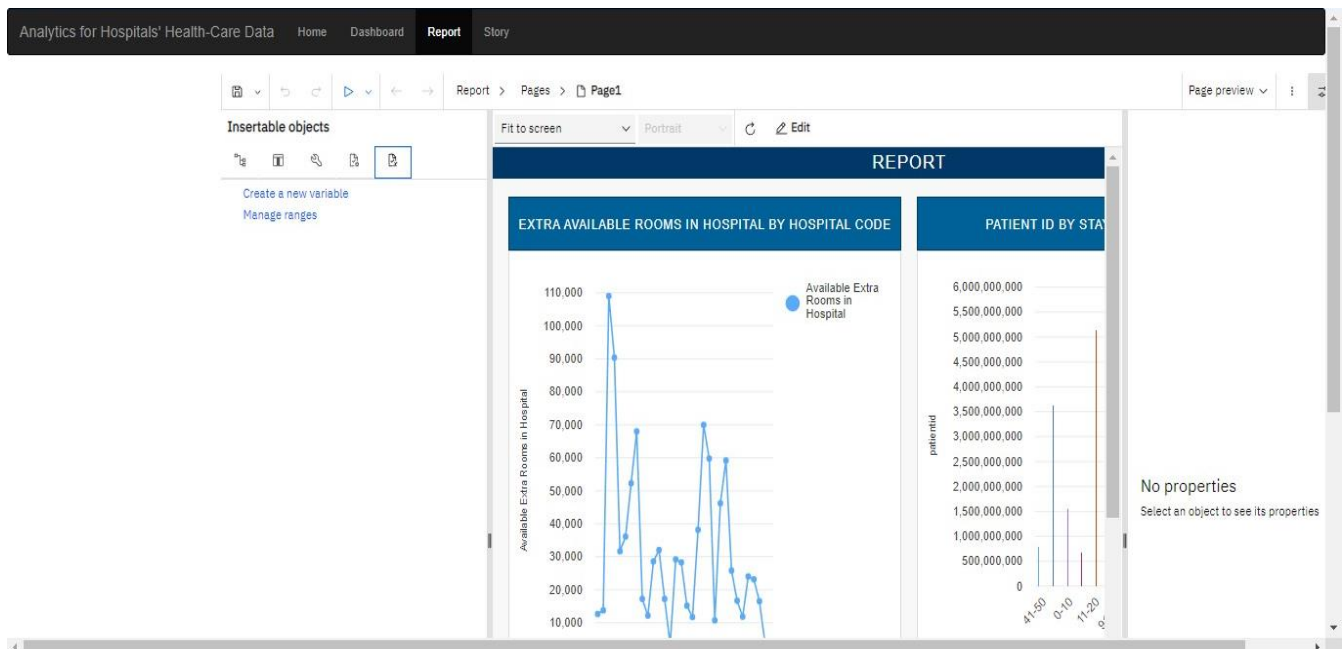 Analytics for Hospitals' Health-Care Data Home Dashboard Report Story
Report > Pages > Page1
Page preview
Insertable objects
Create a new variable
Manage ranges
Fit to screen Portrait Edit
REPORT
EXTRA AVAILABLE ROOMS IN HOSPITAL BY HOSPITAL CODE
Available Extra Rooms in Hospital
110,000
100,000
90,000
80,000
70,000
60,000
50,000
40,000
30,000
20,000
10,000
Available Extra
Rooms in
Hospital
PATIENT ID BY STA
patientid
6,000,000,000
5,500,000,000
5,000,000,000
4,500,000,000
4,000,000,000
3,500,000,000
3,000,000,000
2,500,000,000
2,000,000,000
1,500,000,000
1,000,000,000
500,000,000
0
41-50
0-10
11-20
No properties
Select an object to see its properties